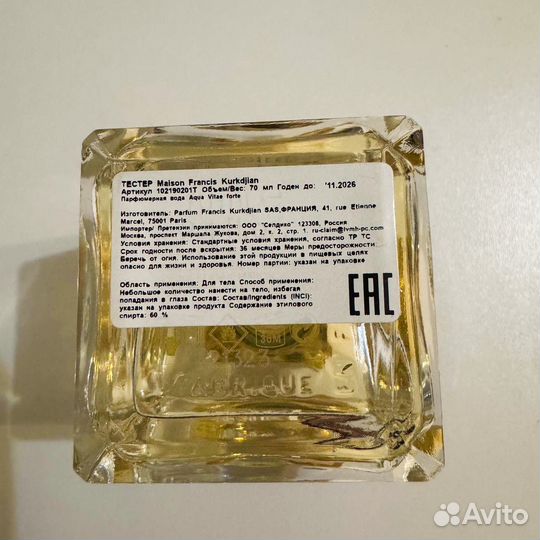 ТЕСТЕР Maison Francis Kurkdjian
Артикул 102190201T Объем/Вес: 70 мл Годен до: '11.2026
Парфюмерная вода Aqua Vitae forte
Изготовитель: Parfum Francis Kurkdjian SAS,ФРАНЦИЯ, 41, rue Etienne
Marcel, 75001 Paris
Импортер/ Претензии принимаются: ООО "Селдико" 123308, Россия
Москва, проспект Маршала Жукова, дом 2, к. 2, стр. 1. ru-claim@lvmh-pc.com
Условия хранения: Стандартные условия хранения, согласно ТР ТС
Срок годности после вскрытия: 36 месяцев Меры предосторожности:
Беречь от огня. Использование этой продукции в пищевых целях
опасно для жизни и здоровья. Номер партии: указан на упаковке
Область применения: Для тела Способ применения:
Небольшое количество нанести на тело, избегая
попадания в глаза Состав: Состав/Ingredients (INCI):
указан на упаковке продукта Содержание этилового
спирта: 60 %
EAC
36M
Avito